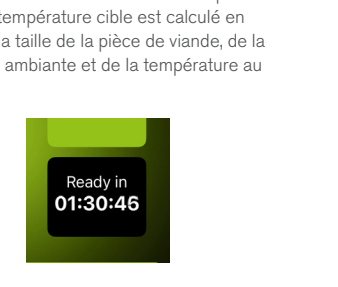 température cible est calculé en
a taille de la pièce de viande, de la
ambiante et de la température au
Ready in
01:30:46